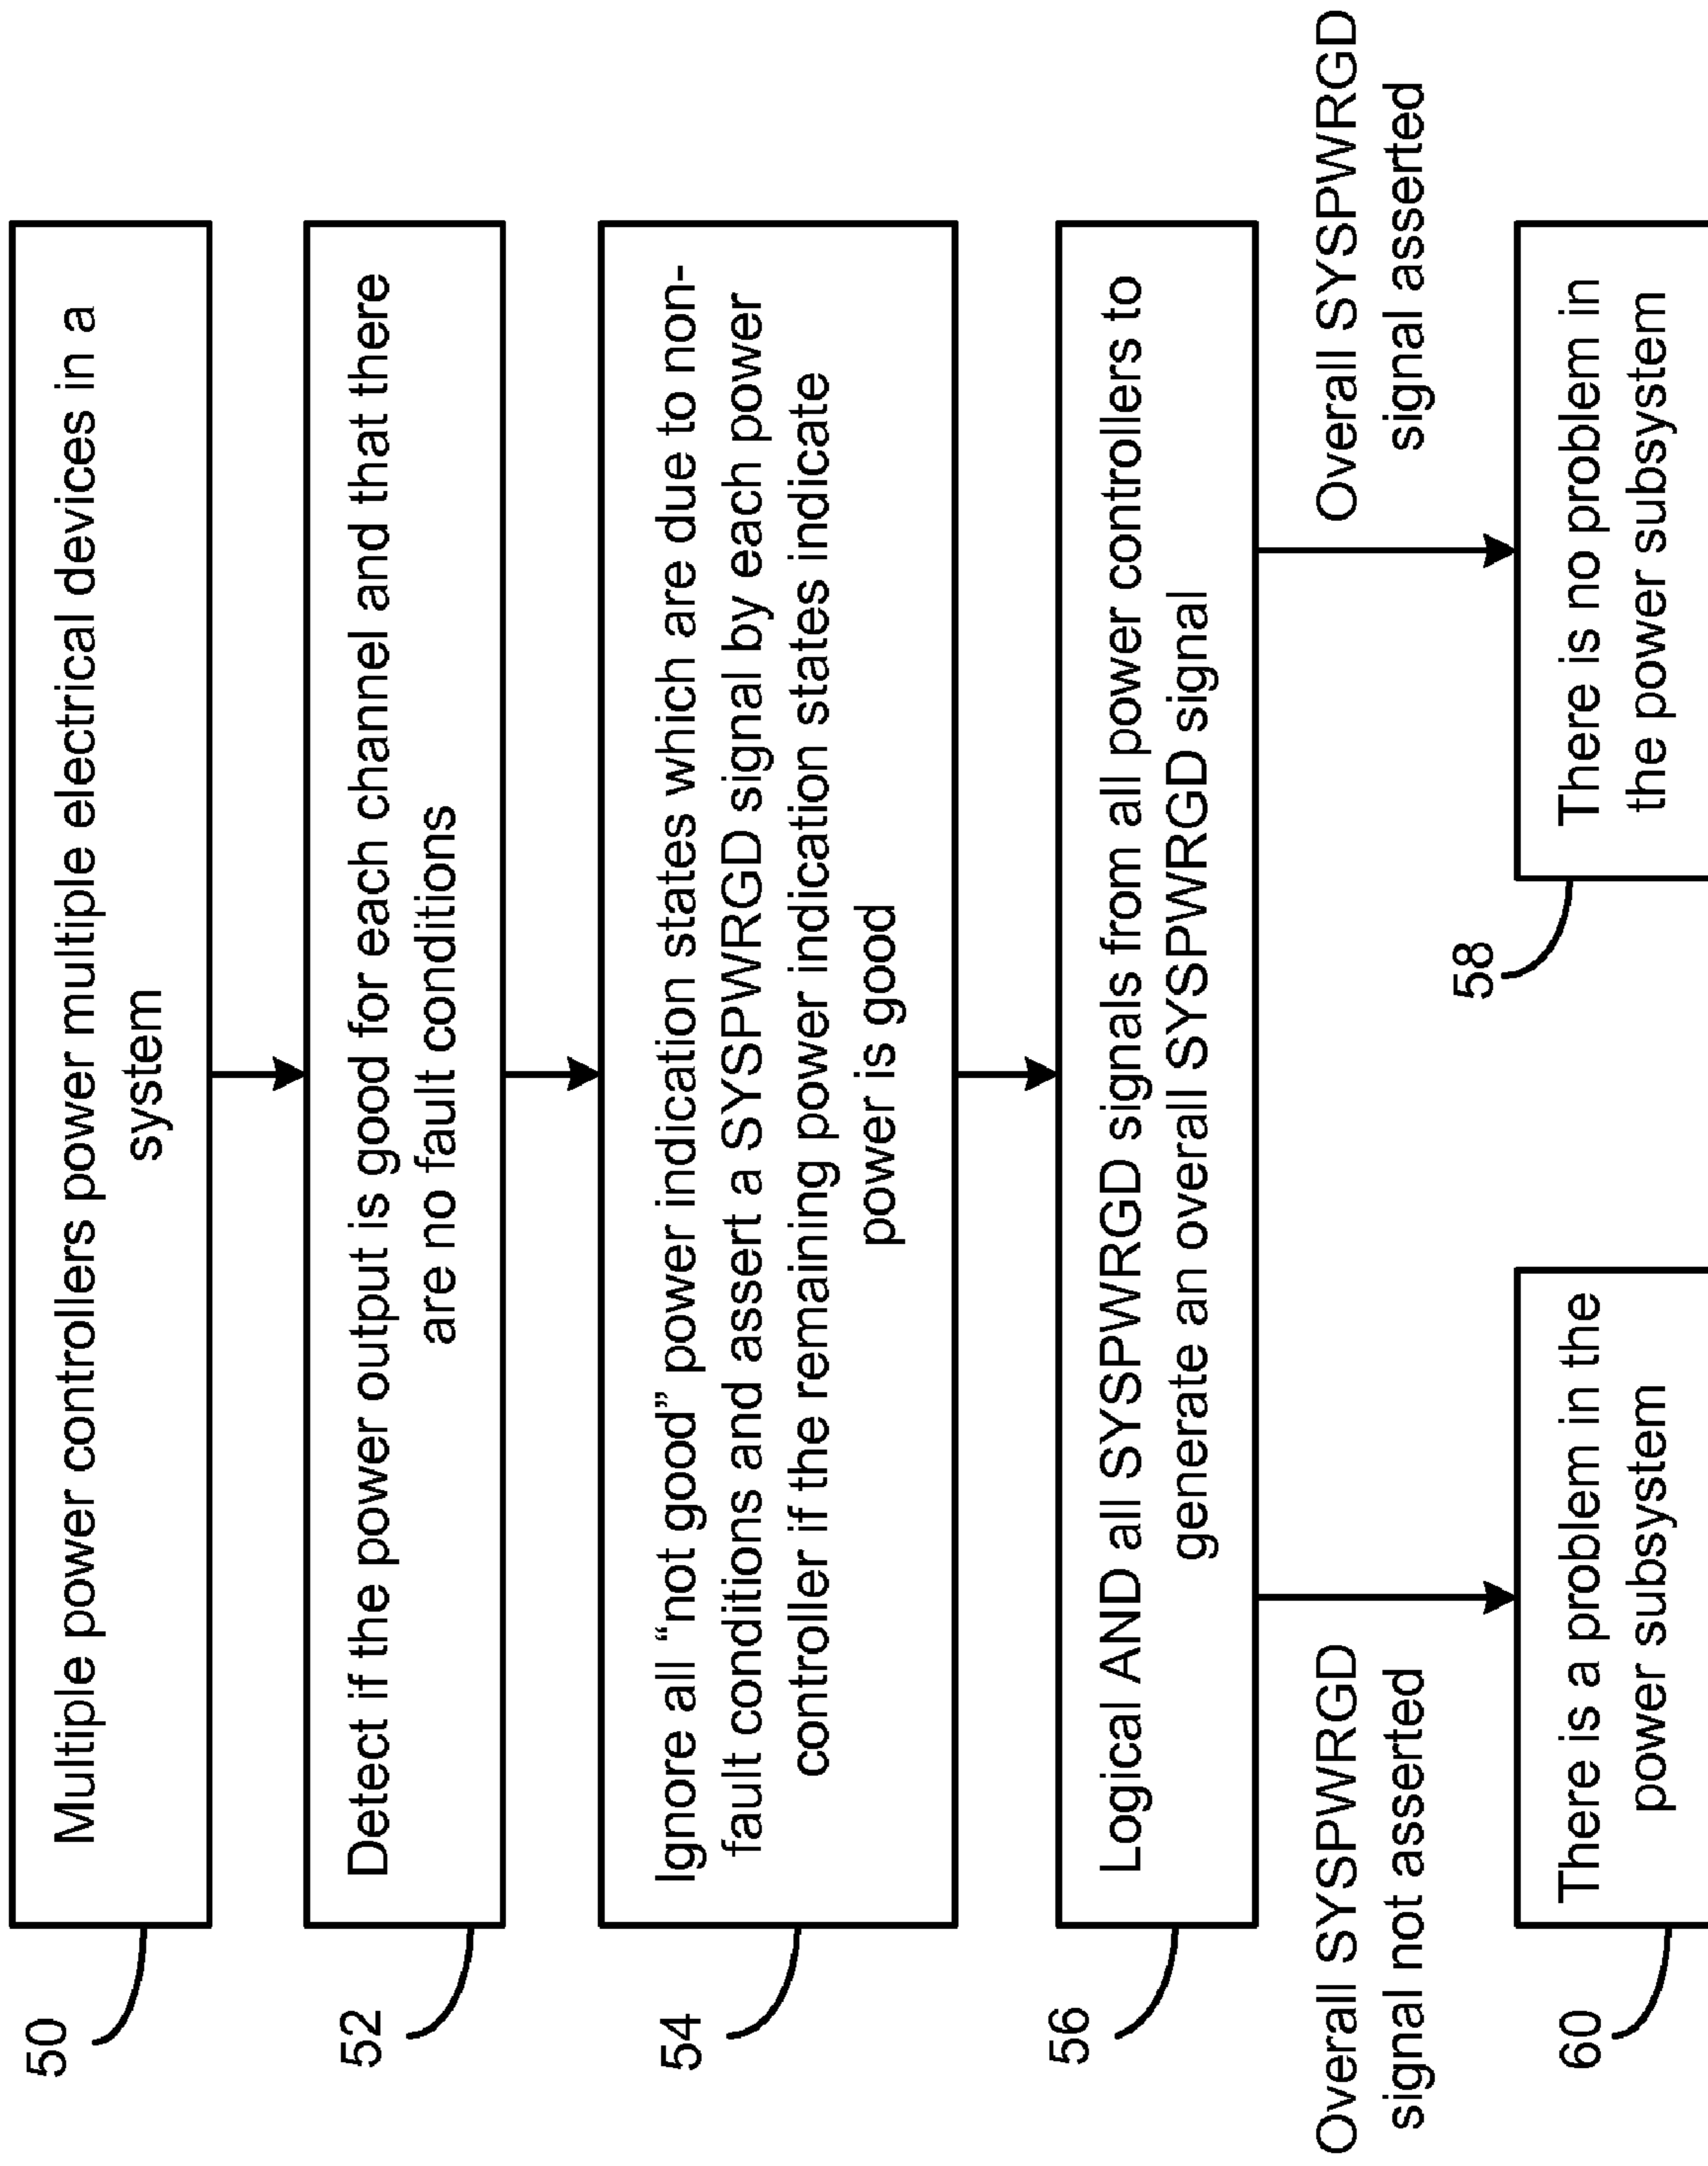 50
Multiple power controllers power multiple electrical devices in a
system
52
Detect if the power output is good for each channel and that there
are no fault conditions
54
Ignore all “not good” power indication states which are due to non-
fault conditions and assert a SYSPWRGD signal by each power
controller if the remaining power indication states indicate
power is good
56
Logical AND all SYSPWRGD signals from all power controllers to
generate an overall SYSPWRGD signal
Overall SYSPWRGD
signal not asserted
Overall SYSPWRGD
signal asserted
60
There is a problem in the
power subsystem
58
There is no problem in
the power subsystem